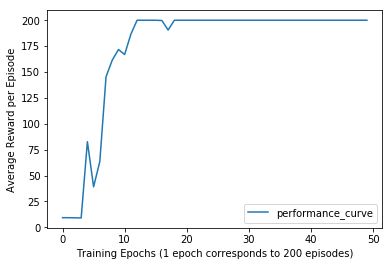 200
175
150
125
100
75
50
25
0
Average Reward per Episode
performance_curve
0 10 20 30 40 50
Training Epochs (1 epoch corresponds to 200 episodes)